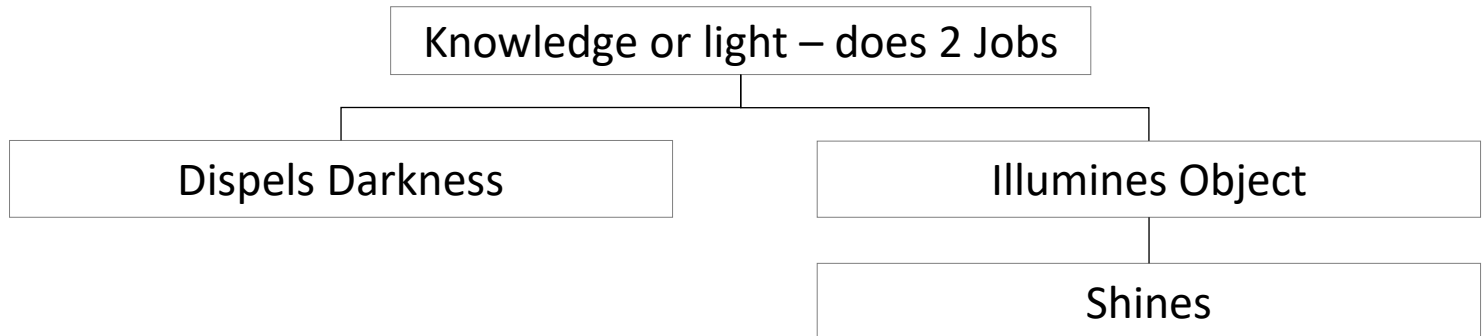 Knowledge or light – does 2 Jobs
Dispels Darkness
Illumines Object
Shines